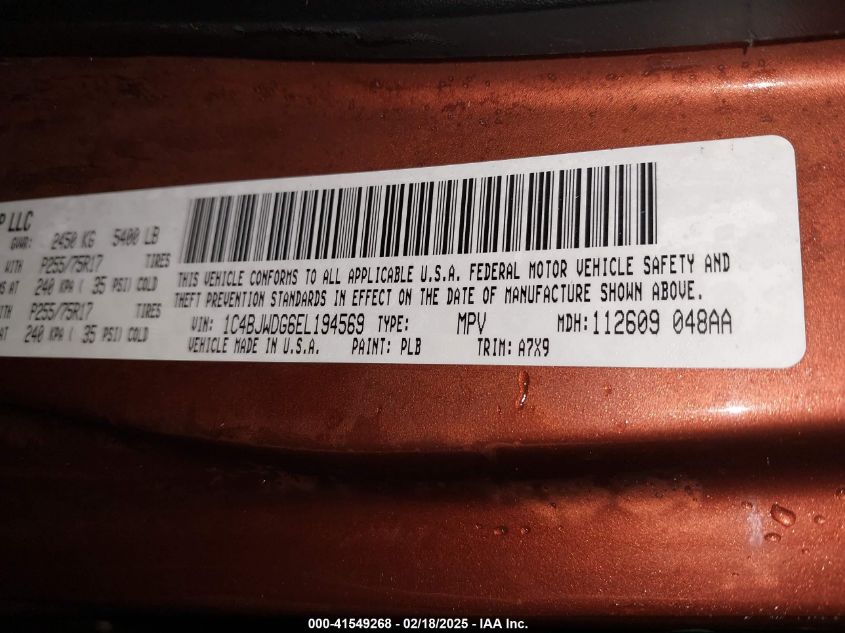 P LLC
GVWR: 2450 KG 5400 LB
WITH P255/75R17 TIRES
AT 240 KPA ( 35 PSI) COLD
WITH P255/75R17 TIRES
AT 240 KPA ( 35 PSI) COLD
THIS VEHICLE CONFORMS TO ALL APPLICABLE U.S.A. FEDERAL MOTOR VEHICLE SAFETY AND
THEFT PREVENTION STANDARDS IN EFFECT ON THE DATE OF MANUFACTURE SHOWN ABOVE.
VIN: 1C4BJWDG6EL194569 TYPE: MPV MDH: 112609 048AA
VEHICLE MADE IN U.S.A. PAINT: PLB TRIM: A7X9
000-41549268 - 02/18/2025 - IAA Inc.